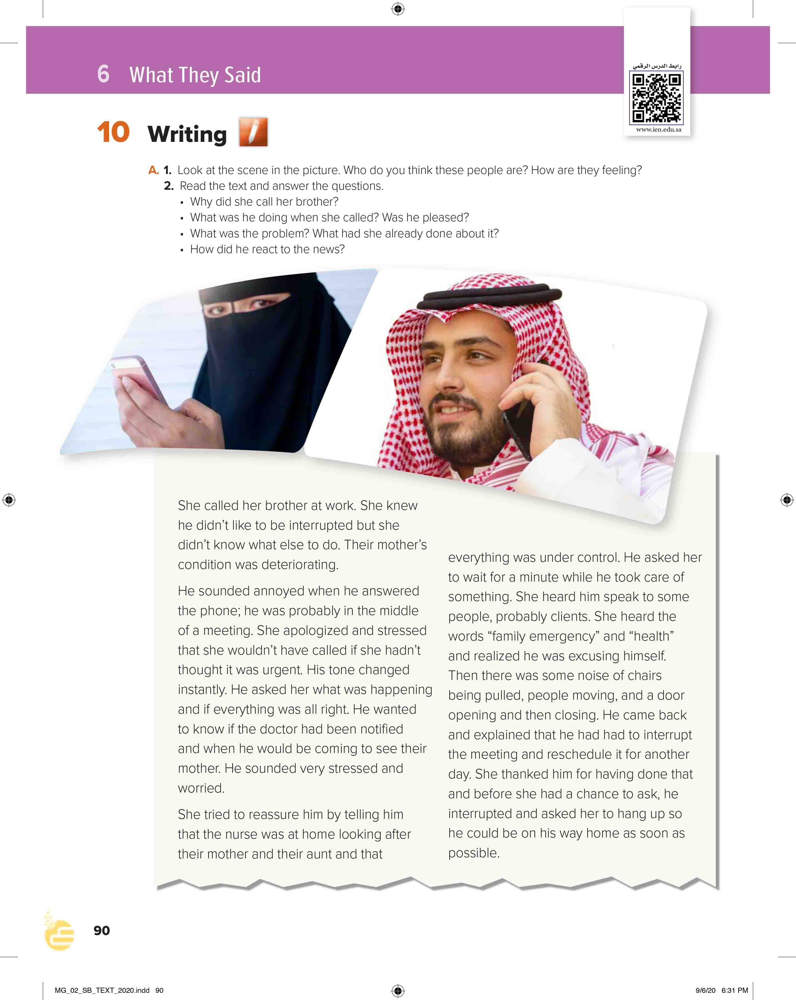 6 What They Said
رابط الدرس الرقمي
www.ien.edu.sa
10 Writing
A. 1. Look at the scene in the picture. Who do you think these people are? How are they feeling?
2. Read the text and answer the questions.
• Why did she call her brother?
• What was he doing when she called? Was he pleased?
• What was the problem? What had she already done about it?
• How did he react to the news?
She called her brother at work. She knew
he didn’t like to be interrupted but she
didn’t know what else to do. Their mother’s
condition was deteriorating.
He sounded annoyed when he answered
the phone; he was probably in the middle
of a meeting. She apologized and stressed
that she wouldn’t have called if she hadn’t
thought it was urgent. His tone changed
instantly. He asked her what was happening
and if everything was all right. He wanted
to know if the doctor had been notified
and when he would be coming to see their
mother. He sounded very stressed and
worried.
She tried to reassure him by telling him
that the nurse was at home looking after
their mother and their aunt and that
everything was under control. He asked her
to wait for a minute while he took care of
something. She heard him speak to some
people, probably clients. She heard the
words “family emergency” and “health”
and realized he was excusing himself.
Then there was some noise of chairs
being pulled, people moving, and a door
opening and then closing. He came back
and explained that he had had to interrupt
the meeting and reschedule it for another
day. She thanked him for having done that
and before she had a chance to ask, he
interrupted and asked her to hang up so
he could be on his way home as soon as
possible.
90
MG_02_SB_TEXT_2020.indd 90
9/6/20 6:31 PM